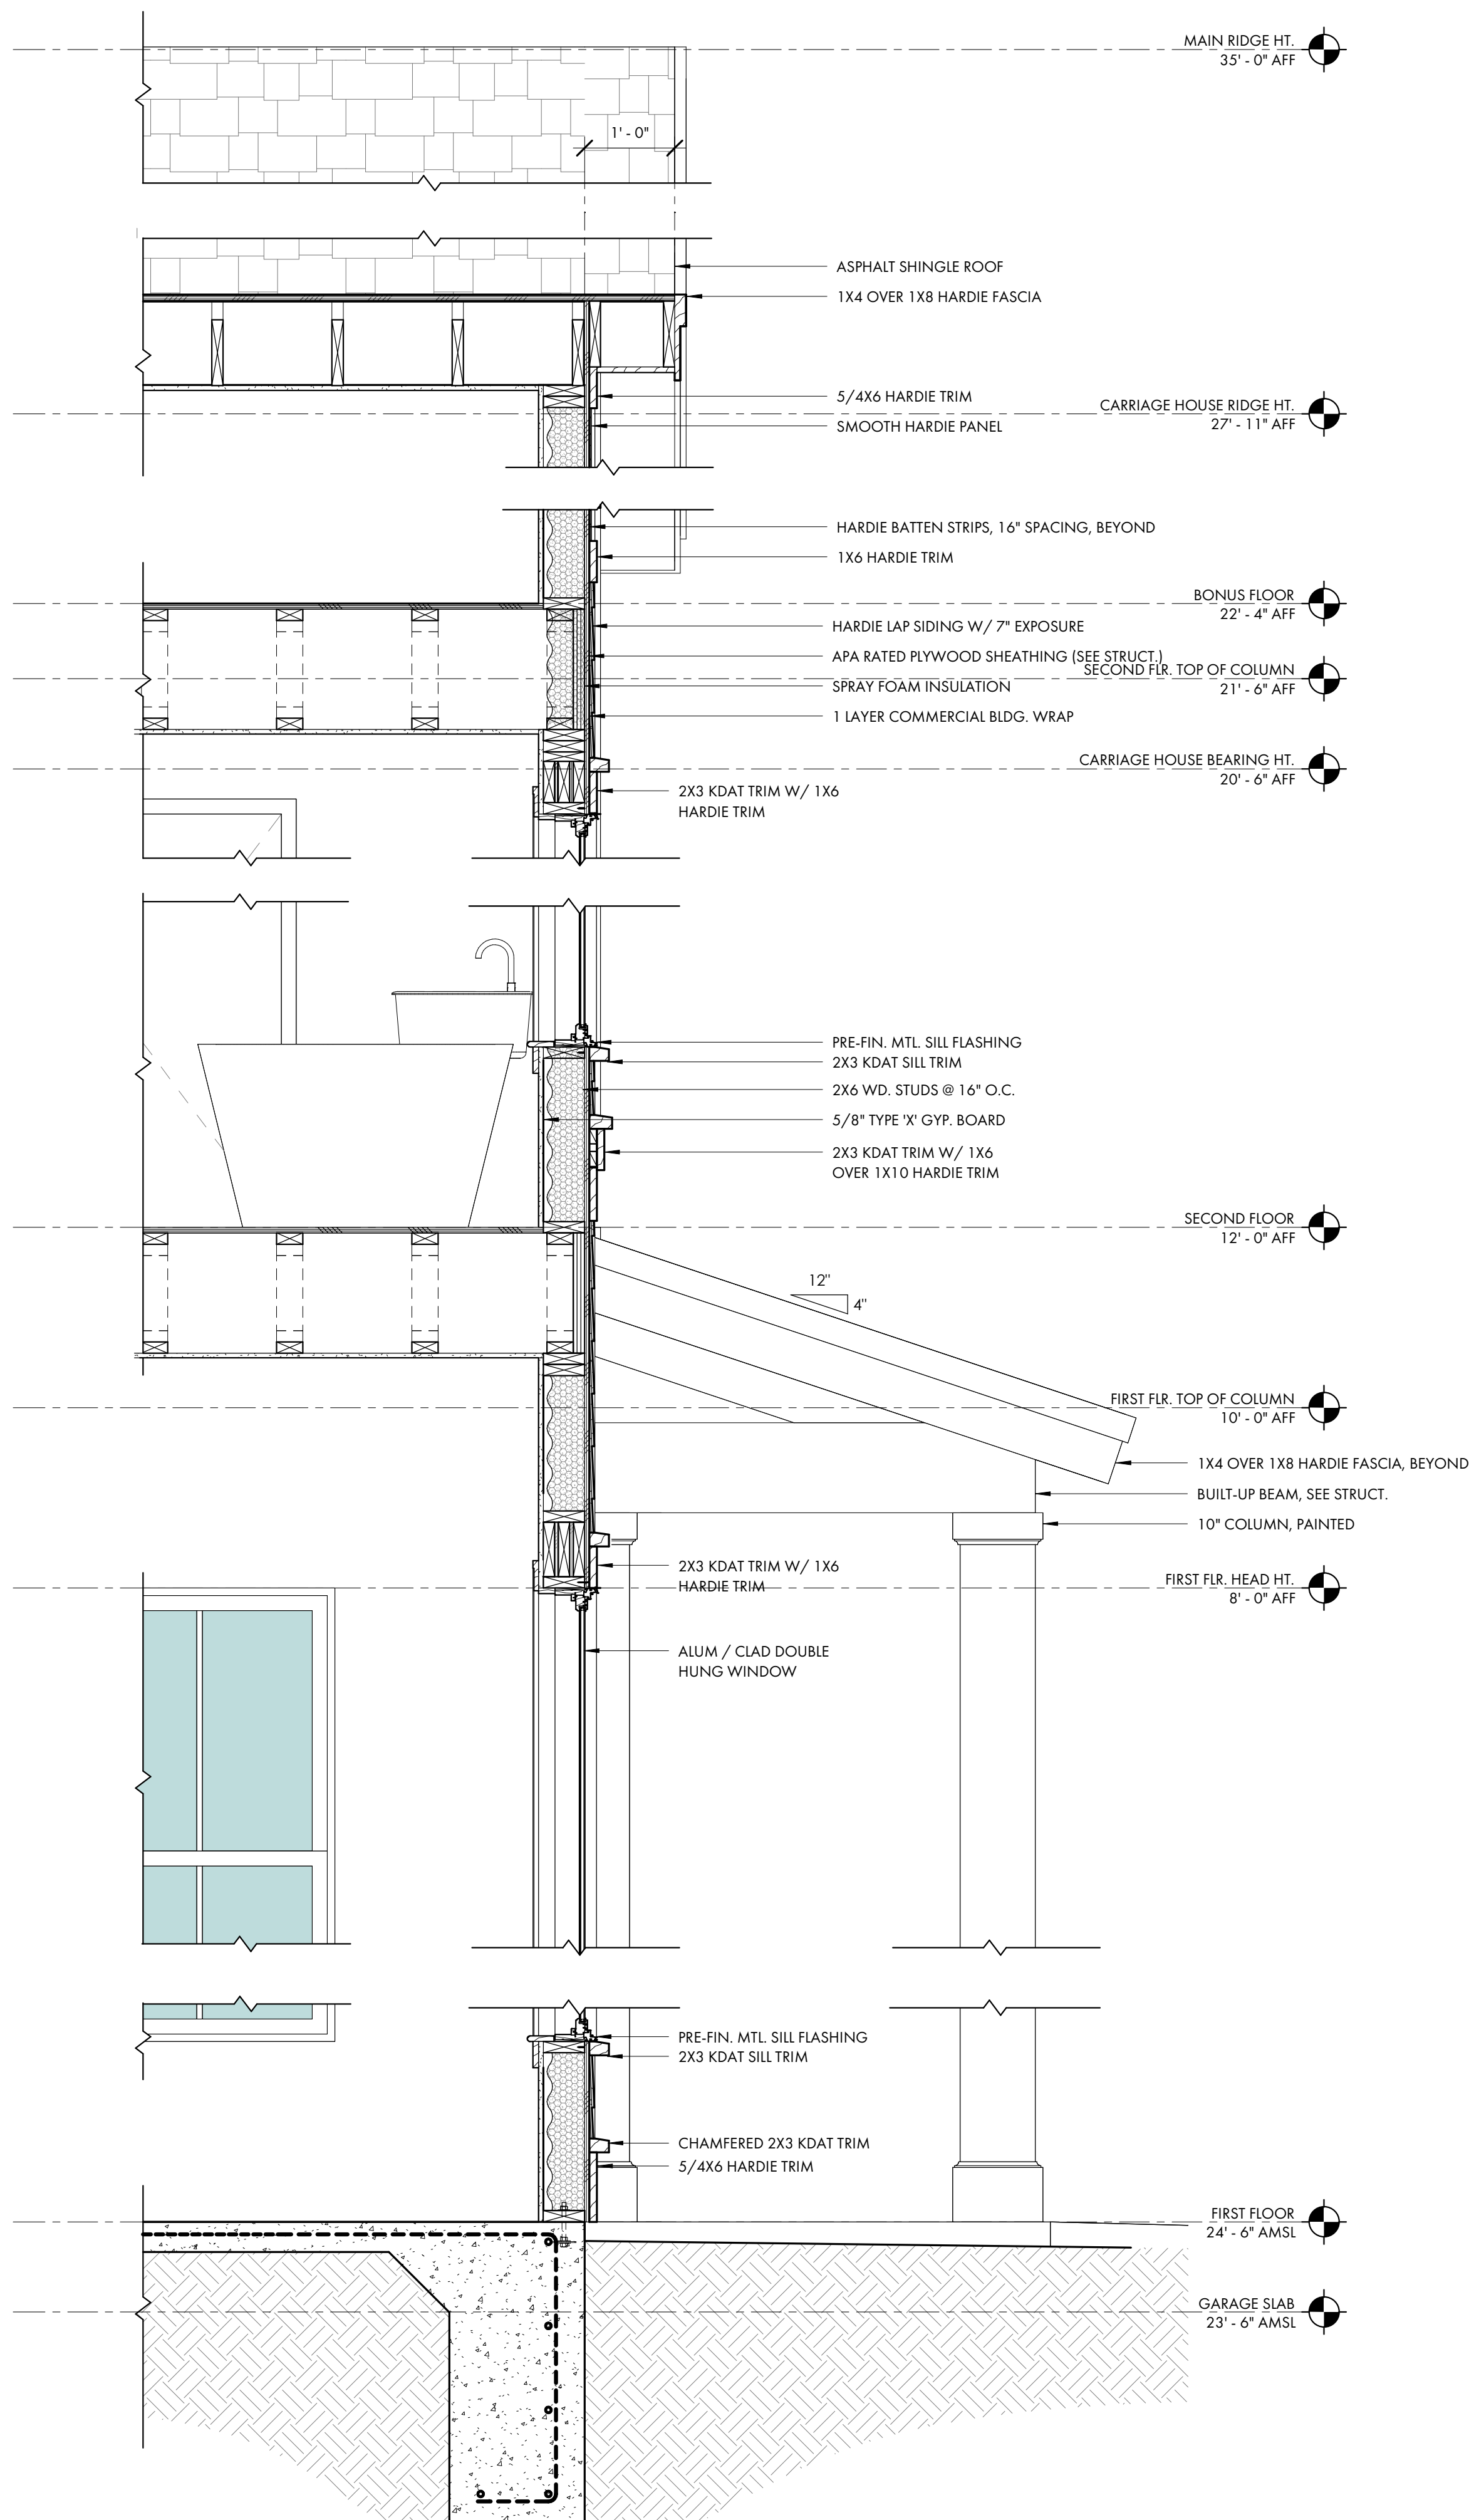 MAIN RIDGE HT.
35' - 0" AFF
1' - 0"
ASPHALT SHINGLE ROOF
1X4 OVER 1X8 HARDIE FASCIA
5/4X6 HARDIE TRIM
CARRIAGE HOUSE RIDGE HT.
27' - 11" AFF
SMOOTH HARDIE PANEL
HARDIE BATTEN STRIPS, 16" SPACING, BEYOND
1X6 HARDIE TRIM
BONUS FLOOR
22' - 4" AFF
HARDIE LAP SIDING W/ 7" EXPOSURE
APA RATED PLYWOOD SHEATHING (SEE STRUCT.)
SECOND FLR. TOP OF COLUMN
21' - 6" AFF
SPRAY FOAM INSULATION
1 LAYER COMMERCIAL BLDG. WRAP
CARRIAGE HOUSE BEARING HT.
20' - 6" AFF
2X3 KDAT TRIM W/ 1X6
HARDIE TRIM
PRE-FIN. MTL. SILL FLASHING
2X3 KDAT SILL TRIM
2X6 WD. STUDS @ 16" O.C.
5/8" TYPE 'X' GYP. BOARD
2X3 KDAT TRIM W/ 1X6
OVER 1X10 HARDIE TRIM
SECOND FLOOR
12' - 0" AFF
12"
4"
FIRST FLR. TOP OF COLUMN
10' - 0" AFF
1X4 OVER 1X8 HARDIE FASCIA, BEYOND
BUILT-UP BEAM, SEE STRUCT.
10" COLUMN, PAINTED
2X3 KDAT TRIM W/ 1X6
HARDIE TRIM
FIRST FLR. HEAD HT.
8' - 0" AFF
ALUM / CLAD DOUBLE
HUNG WINDOW
PRE-FIN. MTL. SILL FLASHING
2X3 KDAT SILL TRIM
CHAMFERED 2X3 KDAT TRIM
5/4X6 HARDIE TRIM
FIRST FLOOR
24' - 6" AMSL
GARAGE SLAB
23' - 6" AMSL